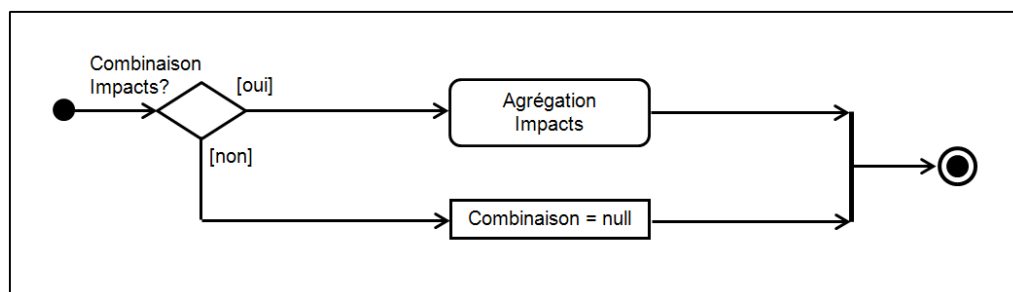 Combinaison
Impacts?
[oui]
Agrégation
Impacts
[non]
Combinaison = null